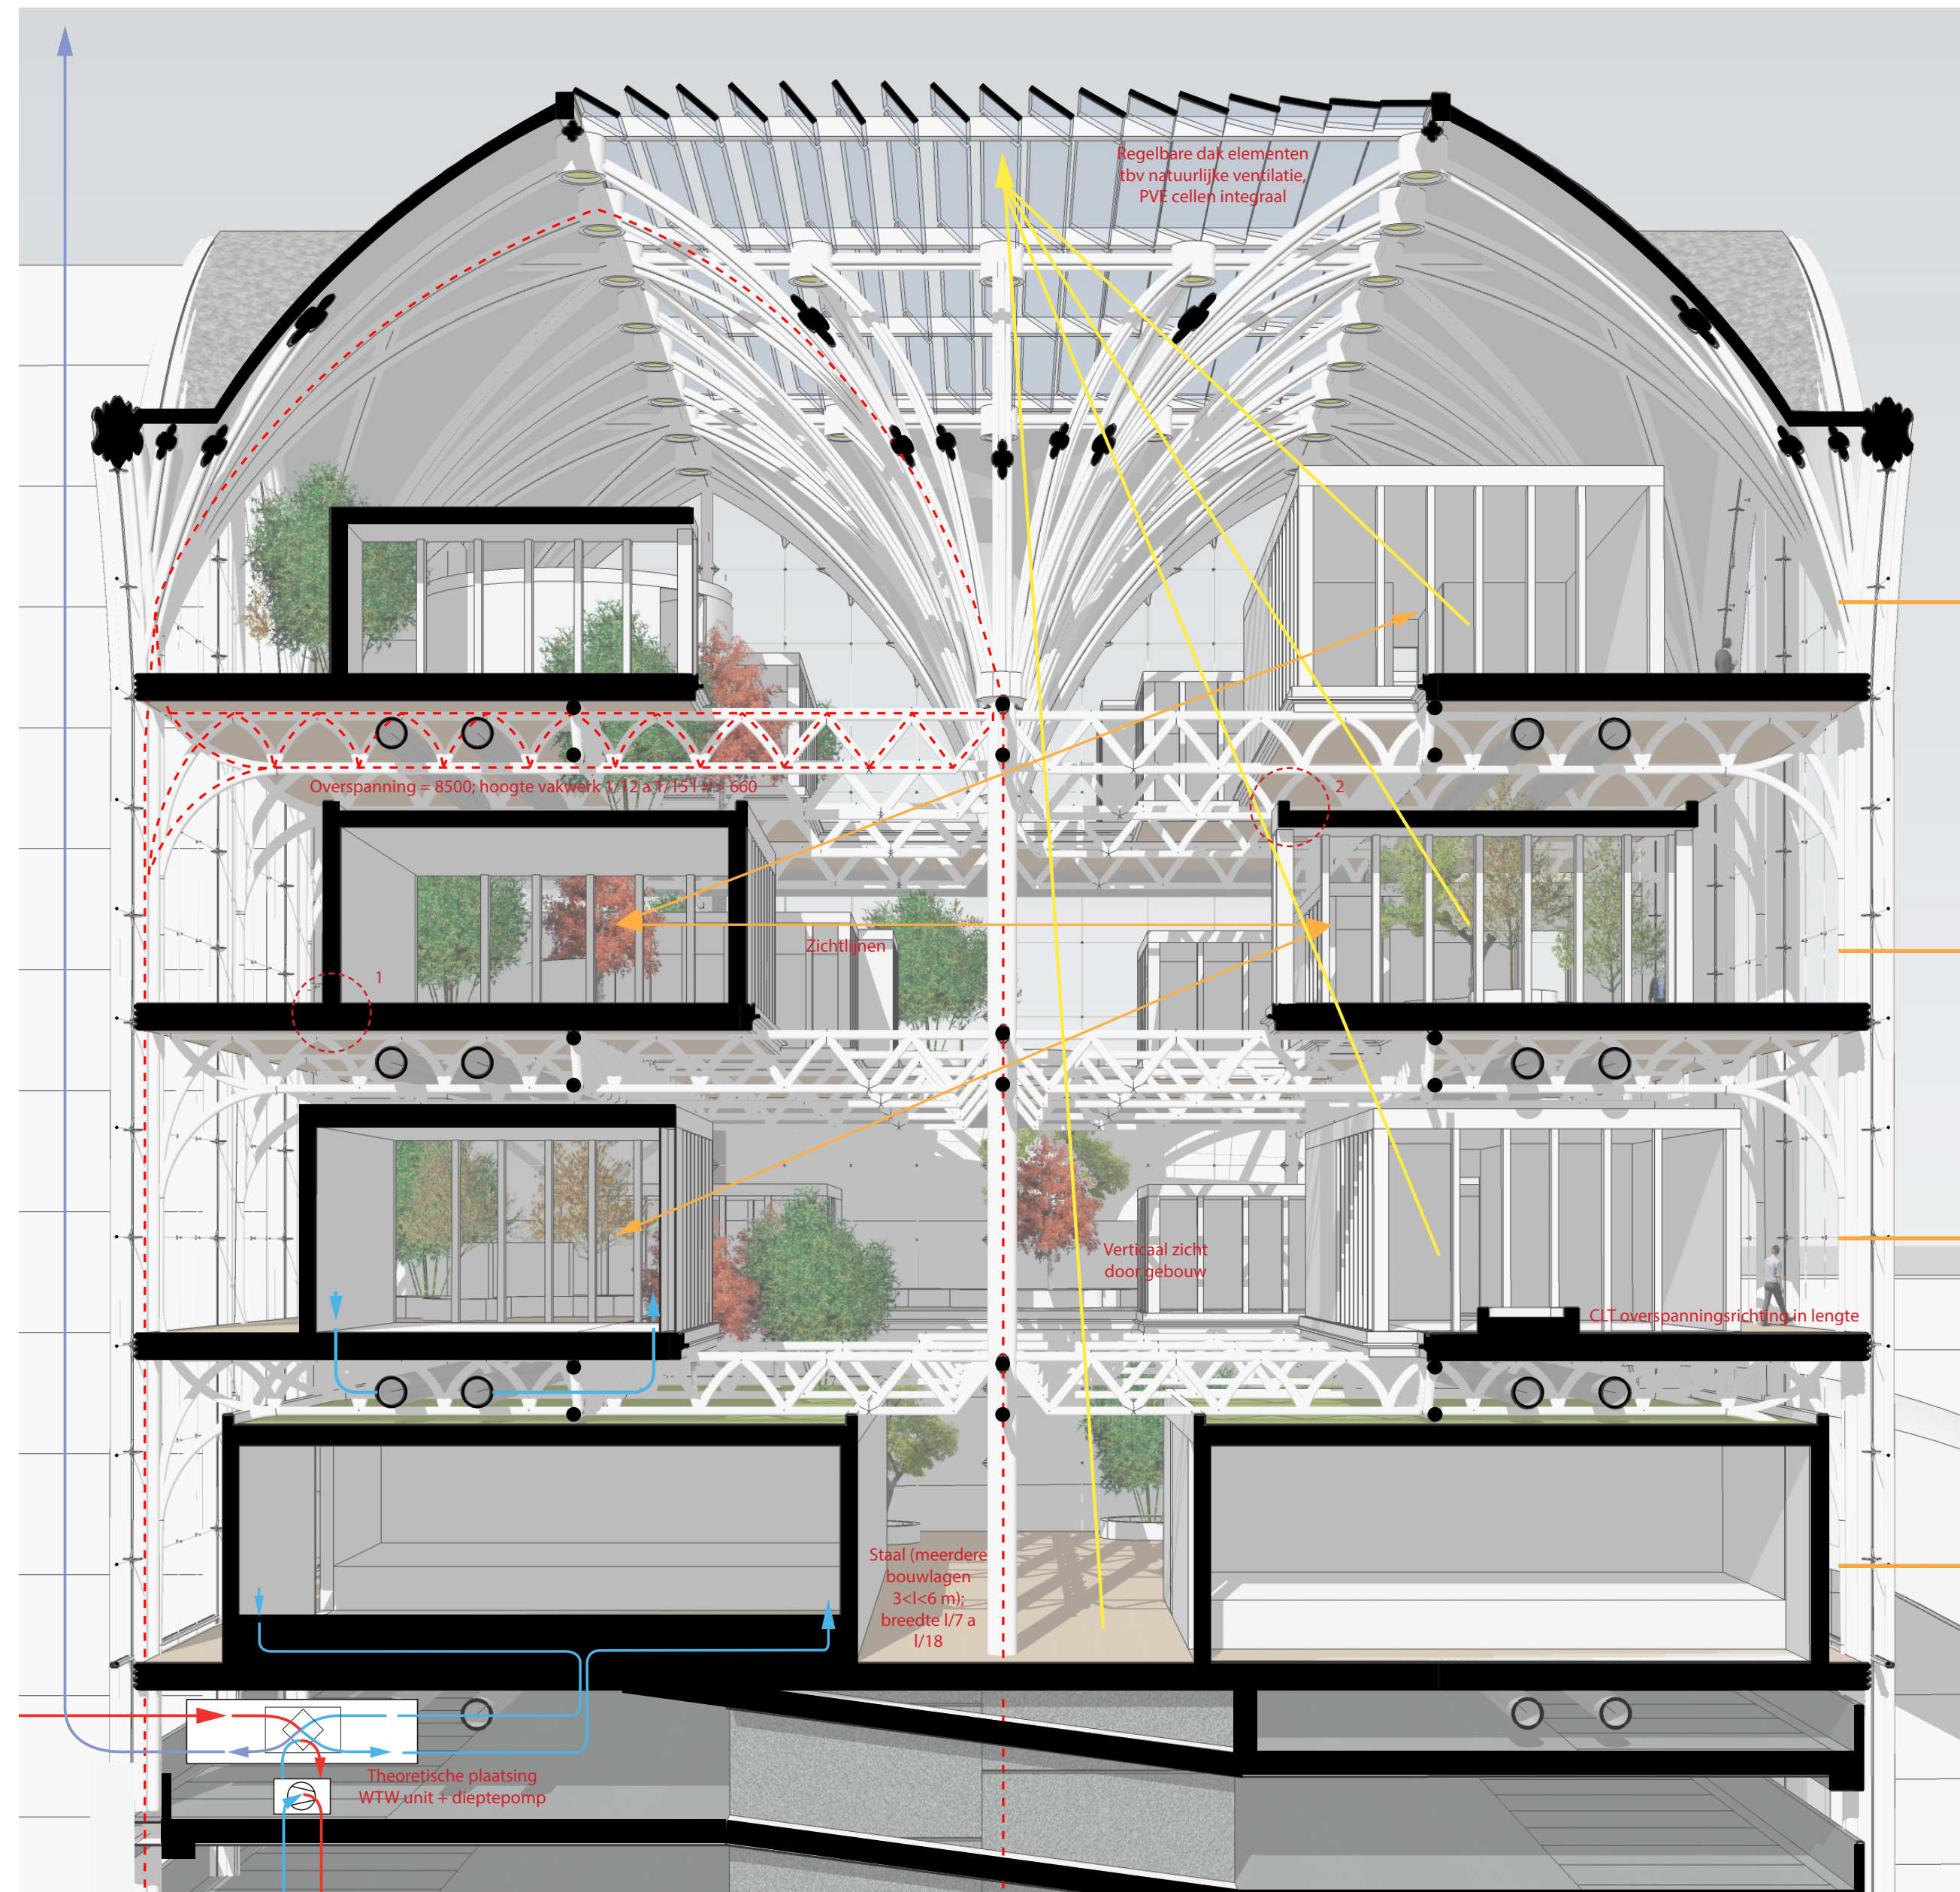 Regelbare dak elementen
tbv natuurlijke ventilatie,
PVE cellen integraal
Overspanning = 8500; hoogte vakwerk 1/12 a 1/15l => 660
2
Zichtlijnen
1
Verticaal zicht
door gebouw
CLT overspanningsrichting in lengte
Staal (meerdere
bouwlagen
3<l<6 m);
breedte l/7 a
l/18
Theoretische plaatsing
WTW unit + dieptepomp